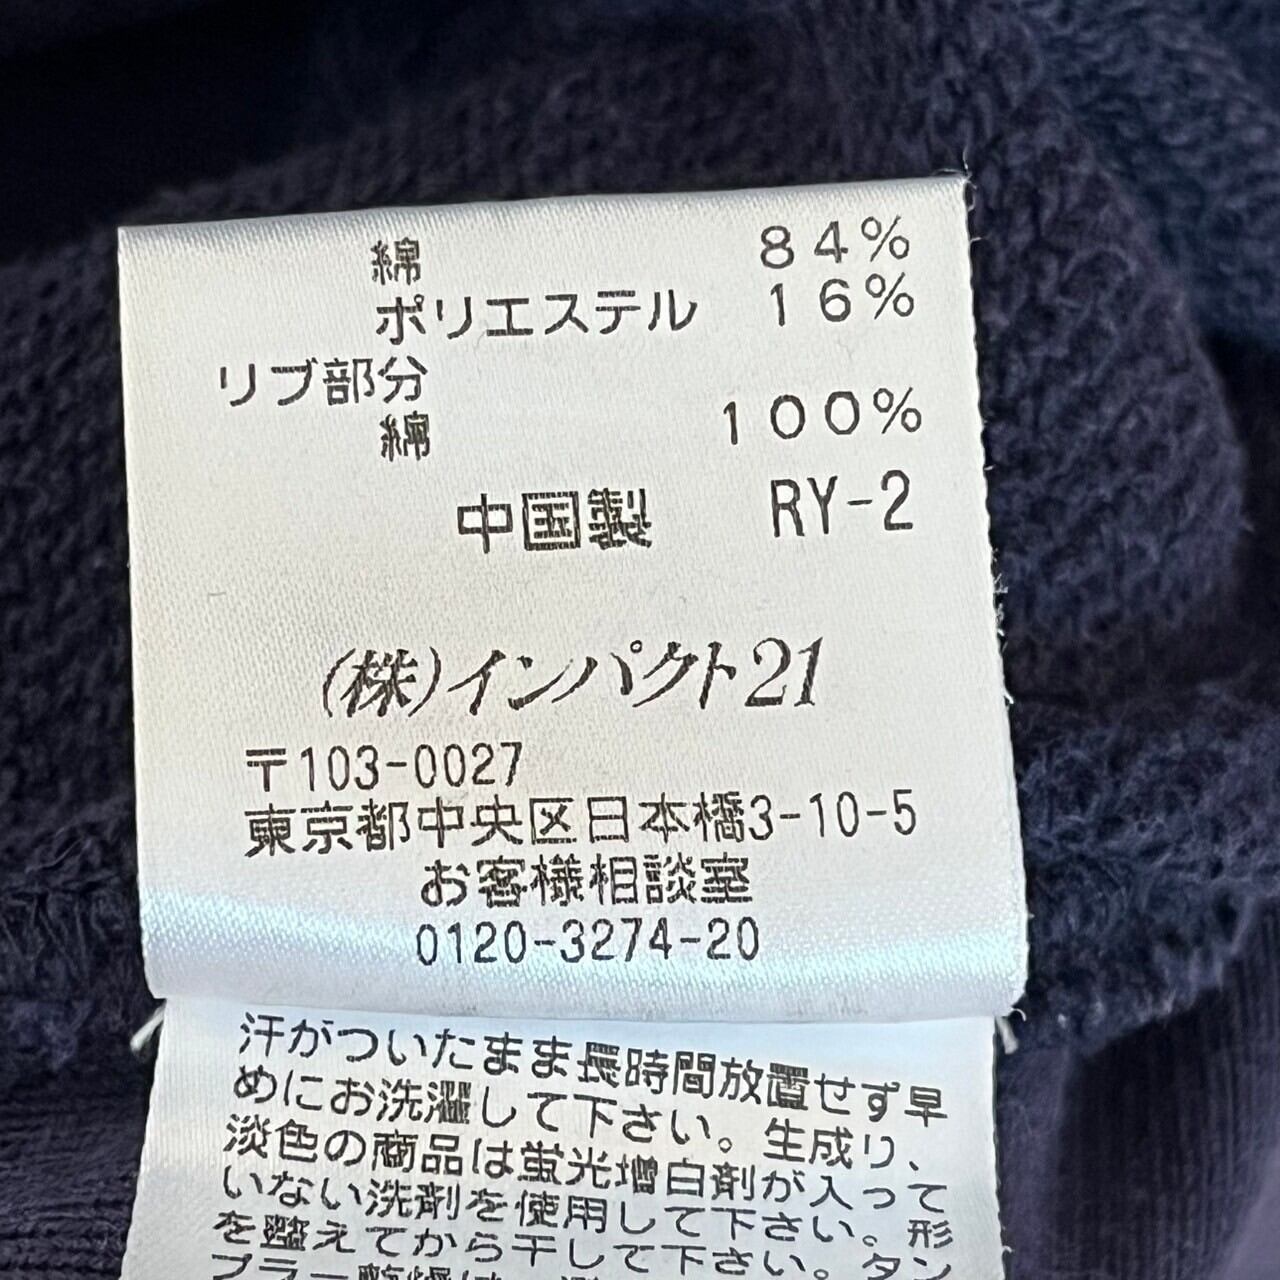 綿 84%
ポリエステル 16%
リブ部分
綿 100%
中国製 RY-2
(株)インパクト21
〒103-0027
東京都中央区日本橋3-10-5
お客様相談室
0120-3274-20
汗がついたまま長時間放置せず早
めにお洗濯して下さい。生成り、
淡色の商品は蛍光増白剤が入って
いない洗剤を使用して下さい。形
を整えてから干して下さい。タン
ブラー乾燥は